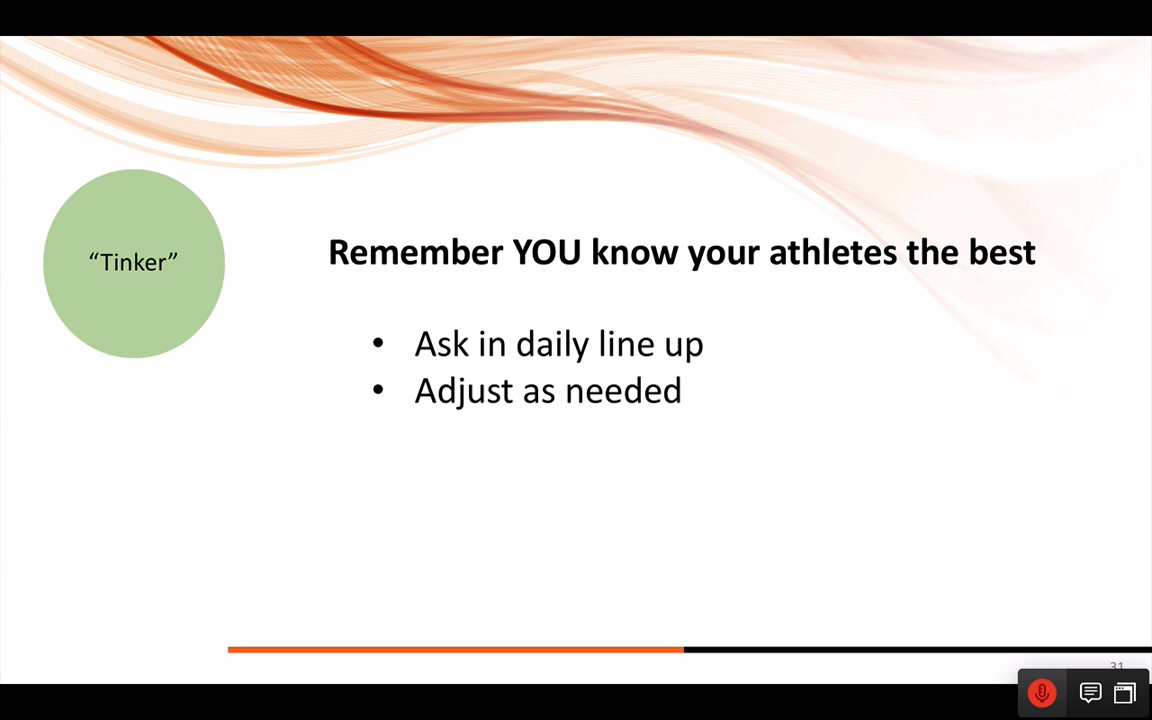 “Tinker”
Remember YOU know your athletes the best
• Ask in daily line up
• Adjust as needed
31